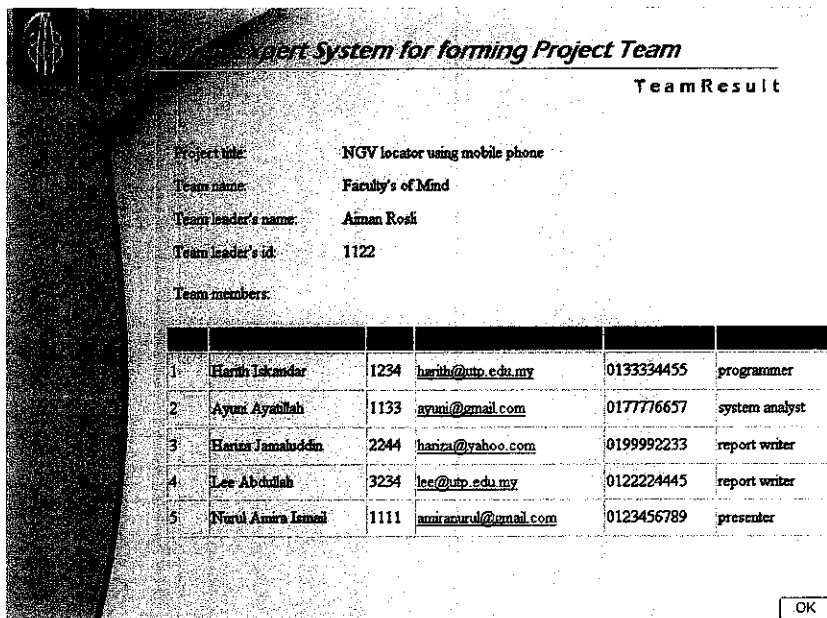 Expert System for forming Project Team
TeamResult
Project title: NGV locator using mobile phone
Team name: Faculty's of Mind
Team leader's name: Aiman Rosli
Team leader's id: 1122
Team members:
1 Harith Iskandar 1234 harith@utp.edu.my 0133334455 programmer
2 Ayuni Ayatillah 1133 ayuni@gmail.com 0177776657 system analyst
3 Hariza Jamaluddin 2244 hariza@yahoo.com 0199992233 report writer
4 Lee Abdullah 3234 lee@utp.edu.my 0122224445 report writer
5 Nurul Amira Ismail 1111 amiranurul@gmail.com 0123456789 presenter
OK